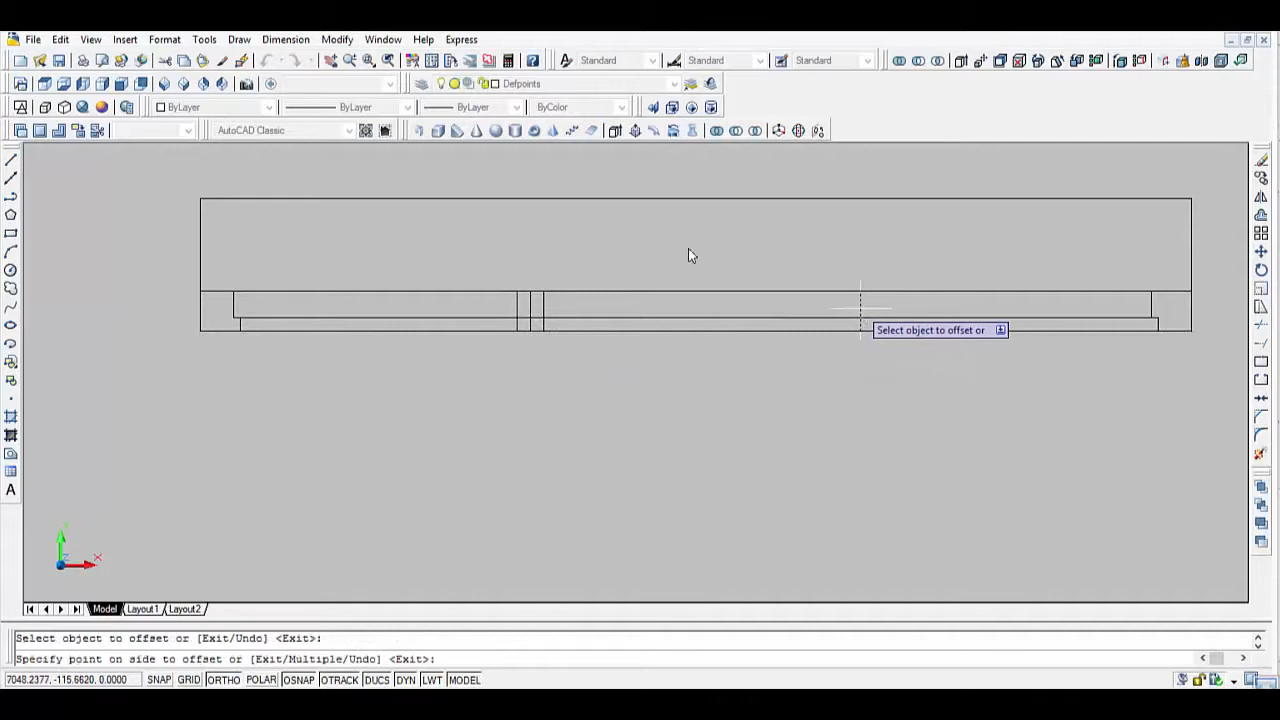 File Edit View Insert Format Tools Draw Dimension Modify Window Help Express
Standard Standard Standard
Defpoints
ByLayer ByLayer ByLayer ByColor
AutoCAD Classic
Select object to offset or
X
Model Layout1 Layout2
Select object to offset or [Exit/Undo] <Exit>:
Specify point on side to offset or [Exit/Multiple/Undo] <Exit>:
7048.2377, -115.6620, 0.0000 SNAP GRID ORTHO POLAR OSNAP OTRACK DUCS DYN LWT MODEL